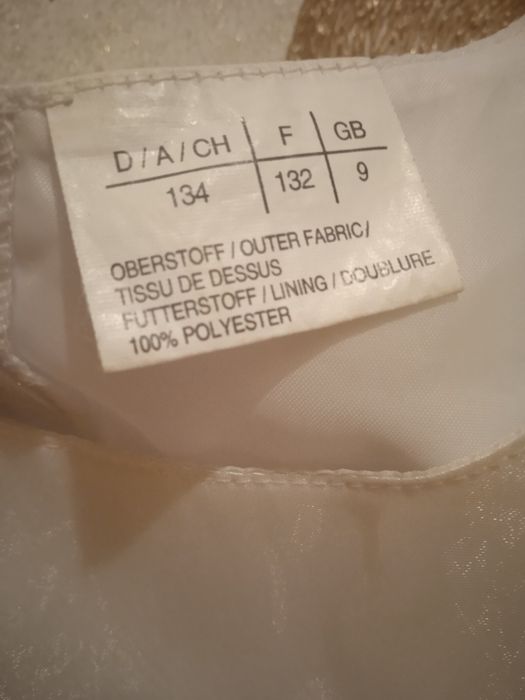 D / A / CH F GB
134 132 9
OBERSTOFF / OUTER FABRIC/
TISSU DE DESSUS
FUTTERSTOFF / LINING / DOUBLURE
100% POLYESTER